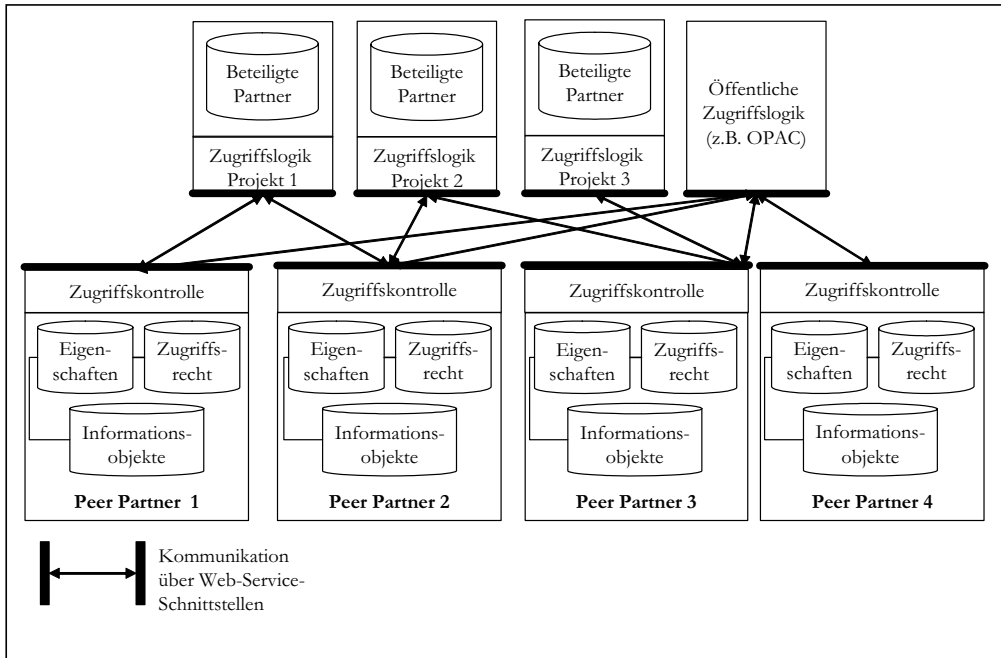 Beteiligte
Partner
Zugriffslogik
Projekt 1
Beteiligte
Partner
Zugriffslogik
Projekt 2
Beteiligte
Partner
Zugriffslogik
Projekt 3
Öffentliche
Zugriffslogik
(z.B. OPAC)
Zugriffskontrolle
Eigen-
schaften
Zugriffs-
recht
Informations-
objekte
Peer Partner 1
Zugriffskontrolle
Eigen-
schaften
Zugriffs-
recht
Informations-
objekte
Peer Partner 2
Zugriffskontrolle
Eigen-
schaften
Zugriffs-
recht
Informations-
objekte
Peer Partner 3
Zugriffskontrolle
Eigen-
schaften
Zugriffs-
recht
Informations-
objekte
Peer Partner 4
Kommunikation
über Web-Service-
Schnittstellen